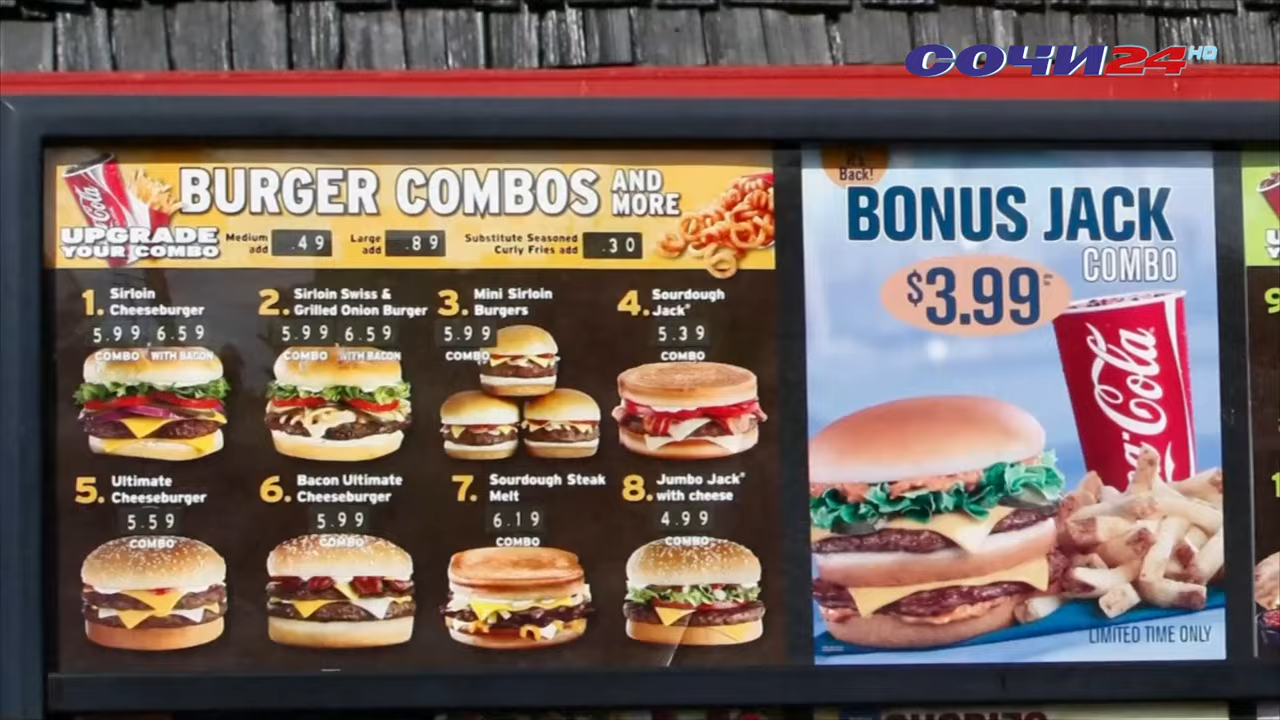 СОЧИ24 HD
BURGER COMBOS AND MORE
UPGRADE YOUR COMBO
Medium add .49
Large add .89
Substitute Seasoned Curly Fries add .30
1. Sirloin Cheeseburger
5.99 6.59
COMBO WITH BACON
2. Sirloin Swiss & Grilled Onion Burger
5.99 6.59
COMBO WITH BACON
3. Mini Sirloin Burgers
5.99
COMBO
4. Sourdough Jack®
5.39
COMBO
5. Ultimate Cheeseburger
5.59
COMBO
6. Bacon Ultimate Cheeseburger
5.99
COMBO
7. Sourdough Steak Melt
6.19
COMBO
8. Jumbo Jack® with cheese
4.99
COMBO
Back!
BONUS JACK
COMBO
$3.99
Coca-Cola
LIMITED TIME ONLY